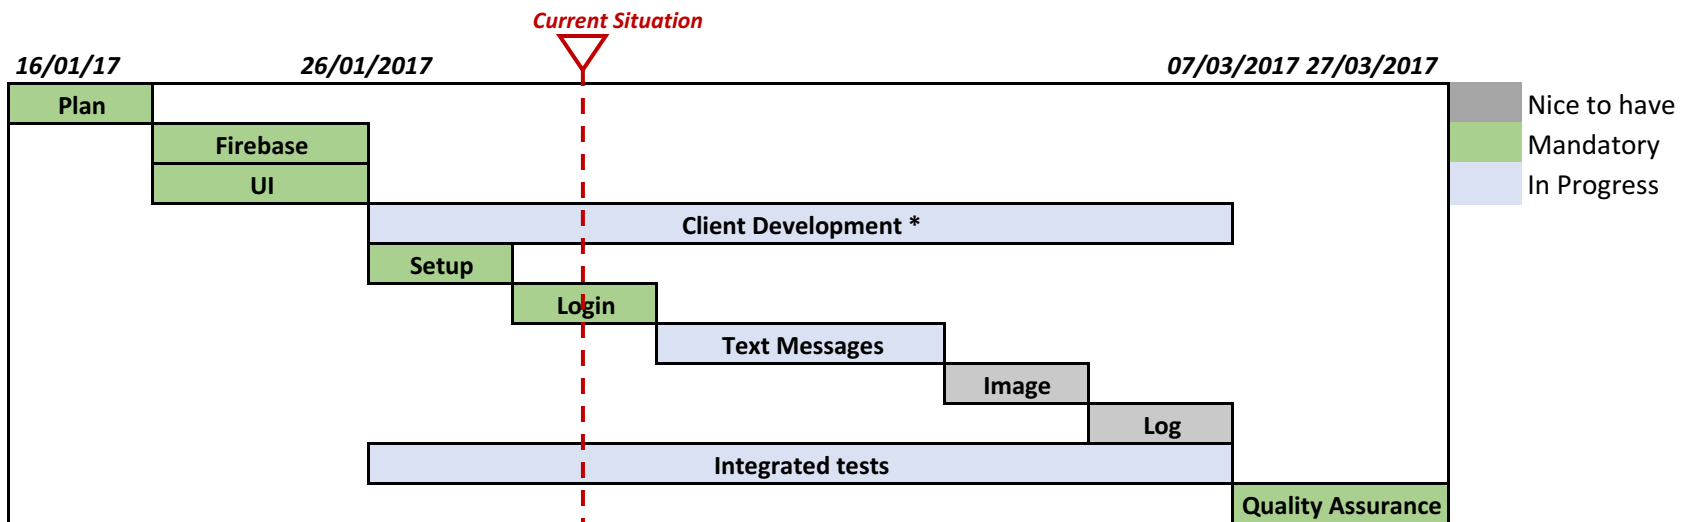 Current Situation
16/01/17 26/01/2017 07/03/2017 27/03/2017
Plan
Nice to have
Firebase
Mandatory
UI
In Progress
Client Development *
Setup
Login
Text Messages
Image
Log
Integrated tests
Quality Assurance